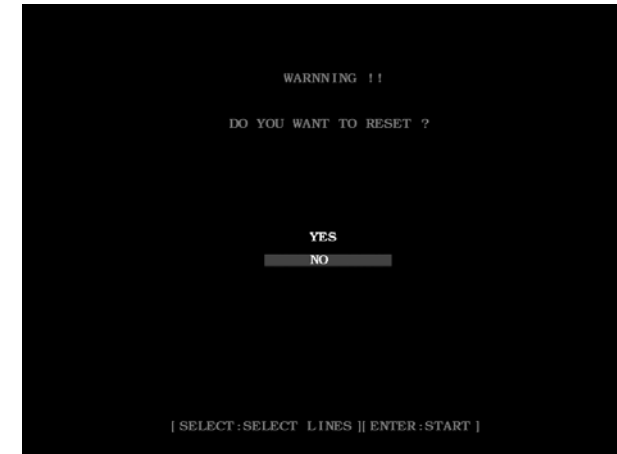 WARNNING !!
DO YOU WANT TO RESET ?
YES
NO
[ SELECT:SELECT LINES ][ ENTER:START ]